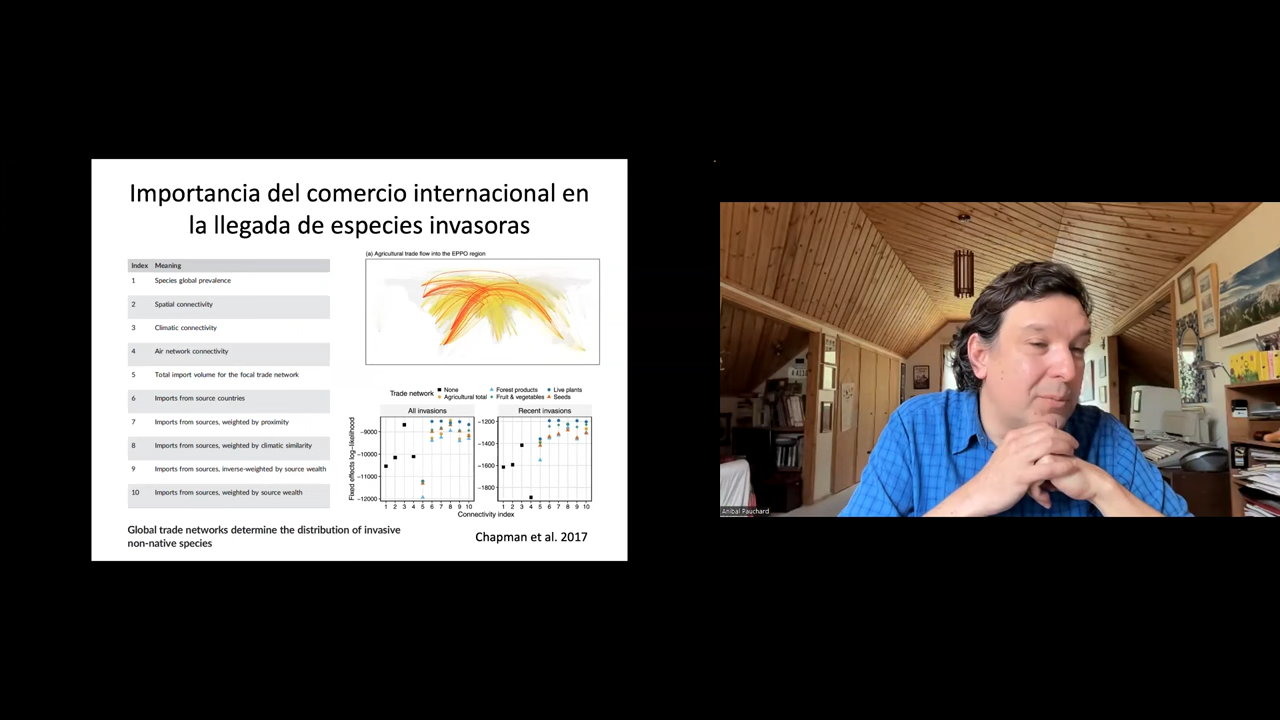 Importancia del comercio internacional en
la llegada de especies invasoras
Index Meaning
1 Species global prevalence
2 Spatial connectivity
3 Climatic connectivity
4 Air network connectivity
5 Total import volume for the focal trade network
6 Imports from source countries
7 Imports from sources, weighted by proximity
8 Imports from sources, weighted by climatic similarity
9 Imports from sources, inverse-weighted by source wealth
10 Imports from sources, weighted by source wealth
(a) Agricultural trade flow into the EPPO region
Trade network None Forest products Live plants
Agricultural total Fruit & vegetables Seeds
All invasions Recent invasions
Fixed effects log-likelihood
−9000
−10000
−11000
−12000
−1200
−1400
−1600
−1800
1 2 3 4 5 6 7 8 9 10 1 2 3 4 5 6 7 8 9 10
Connectivity index
Global trade networks determine the distribution of invasive
non-native species
Chapman et al. 2017
Anibal Pauchard